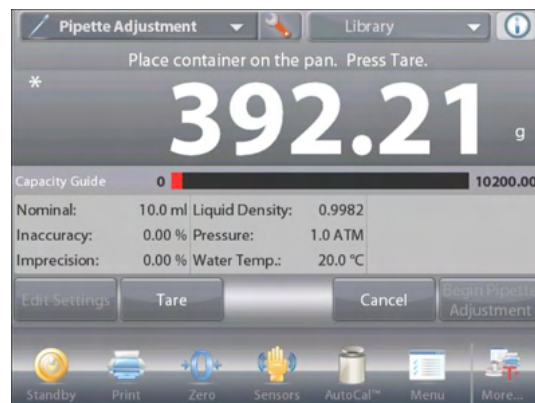 Pipette Adjustment Library
Place container on the pan. Press Tare.
*
392.21 g
Capacity Guide 0 10200.00
Nominal: 10.0 ml Liquid Density: 0.9982
Inaccuracy: 0.00 % Pressure: 1.0 ATM
Imprecision: 0.00 % Water Temp.: 20.0 °C
Edit Settings Tare Cancel Begin Pipette
Adjustment
Standby Print Zero Sensors AutoCal™ Menu More...